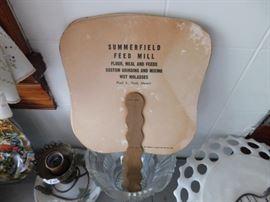 SUMMERFIELD
FEED MILL
FLOUR, MEAL AND FEEDS
CUSTOM GRINDING AND MIXING
WET MOLASSES